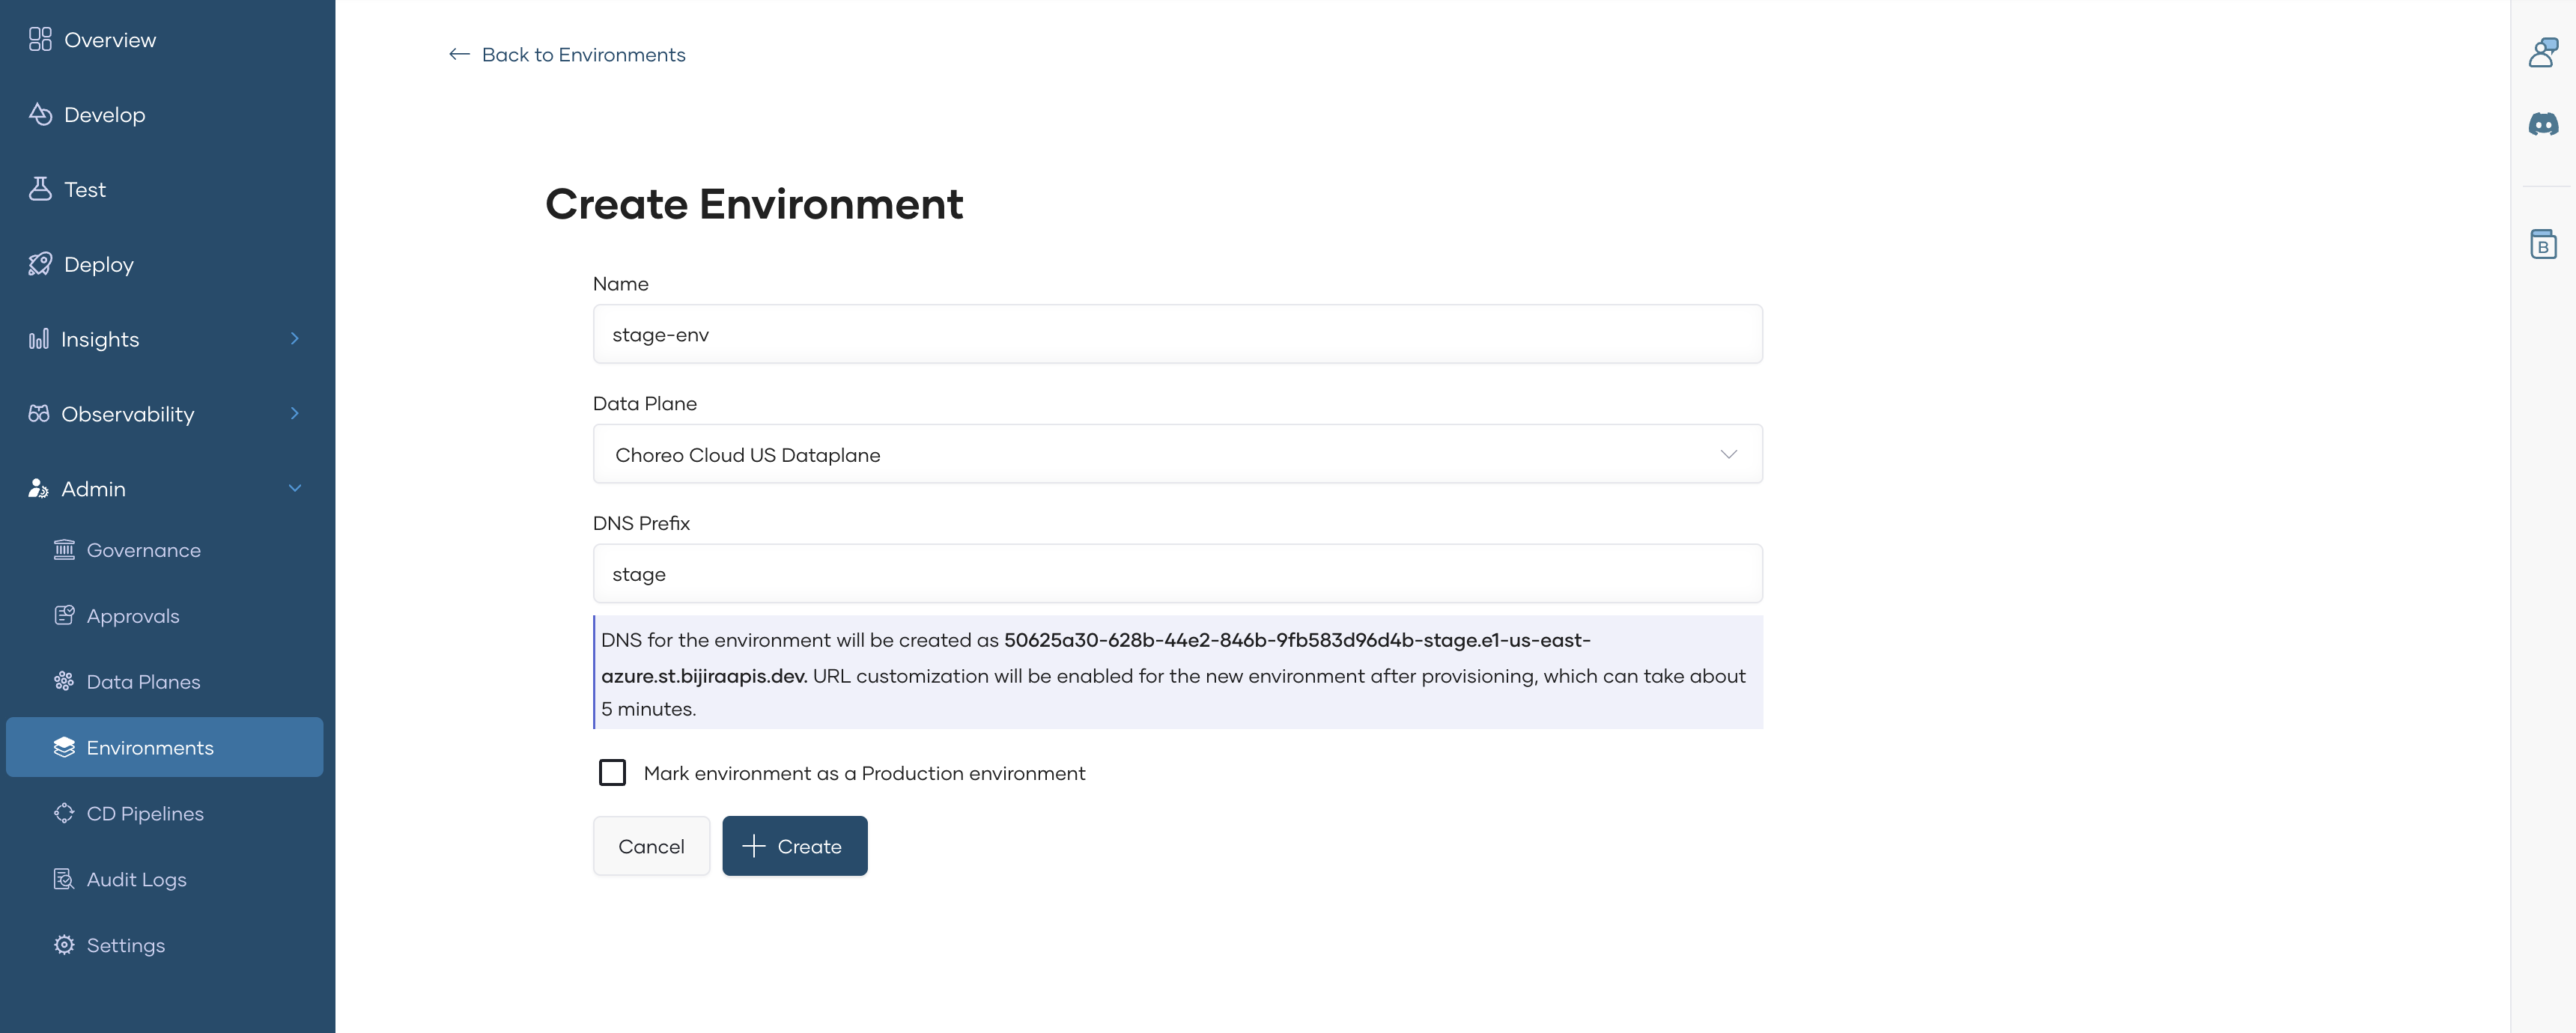 Overview
Develop
Test
Deploy
Insights
Observability
Admin
Governance
Approvals
Data Planes
Environments
CD Pipelines
Audit Logs
Settings
Back to Environments
Create Environment
Name
stage-env
Data Plane
Choreo Cloud US Dataplane
DNS Prefix
stage
DNS for the environment will be created as 50625a30-628b-44e2-846b-9fb583d96d4b-stage.e1-us-east-
azure.st.bijiraapis.dev. URL customization will be enabled for the new environment after provisioning, which can take about
5 minutes.
Mark environment as a Production environment
Cancel
Create
B